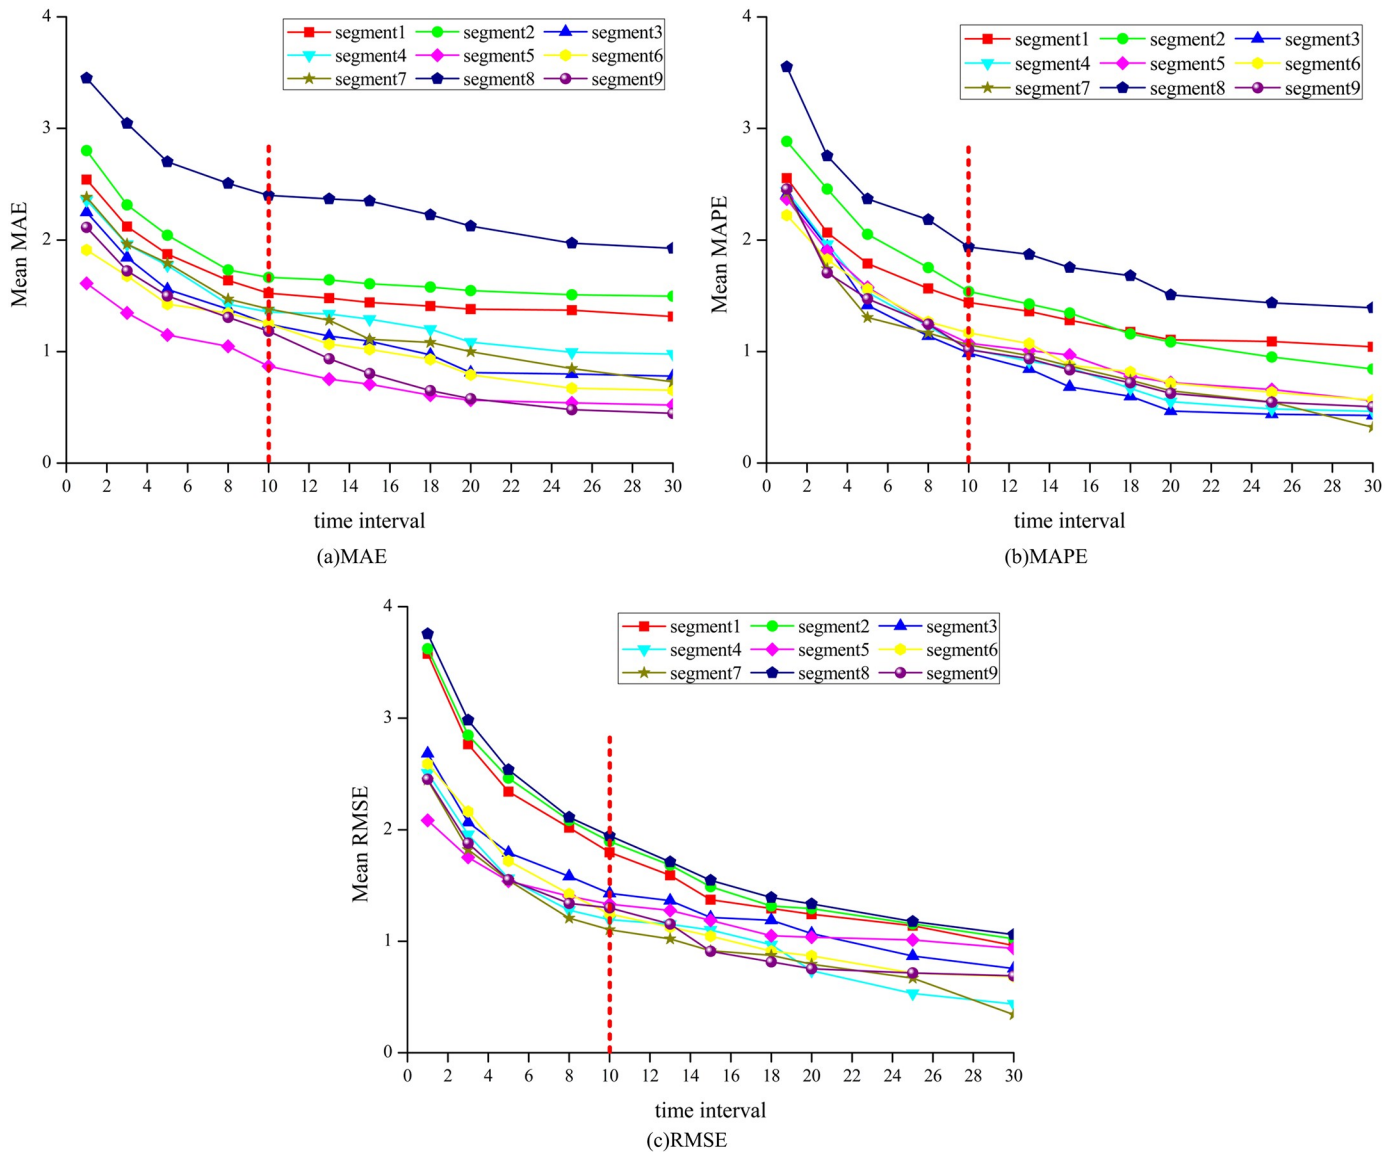 segment1 segment2 segment3
segment4 segment5 segment6
segment7 segment8 segment9
Mean MAE
4
3
2
1
0
0 2 4 6 8 10 12 14 16 18 20 22 24 26 28 30
time interval
(a)MAE
segment1 segment2 segment3
segment4 segment5 segment6
segment7 segment8 segment9
Mean MAPE
4
3
2
1
0
0 2 4 6 8 10 12 14 16 18 20 22 24 26 28 30
time interval
(b)MAPE
segment1 segment2 segment3
segment4 segment5 segment6
segment7 segment8 segment9
Mean RMSE
4
3
2
1
0
0 2 4 6 8 10 12 14 16 18 20 22 24 26 28 30
time interval
(c)RMSE